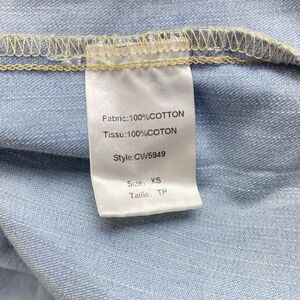 Fabric:100%COTTON
Tissu:100%COTON
Style:CW5949
Size: XS
Taille: TP